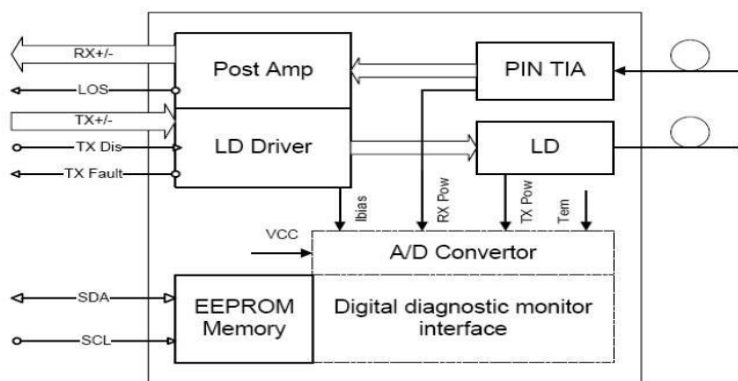 RX+/-
Post Amp
PIN TIA
LOS
TX+/-
TX Dis
LD Driver
LD
TX Fault
Ibias
RX Pow
TX Pow
Tem
VCC
A/D Convertor
SDA
EEPROM
Memory
Digital diagnostic monitor
interface
SCL